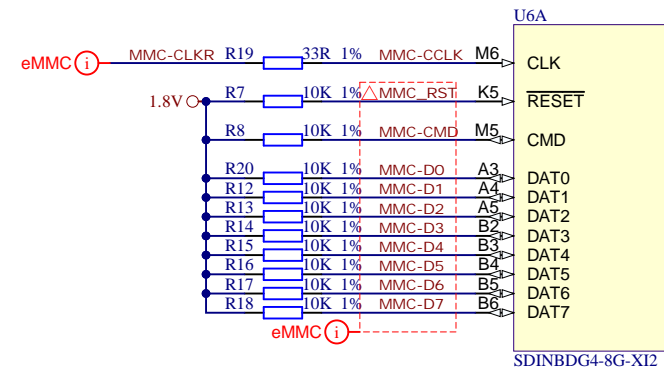 U6A
eMMC i MMC-CLKR R19 33R 1% MMC-CCLK M6 CLK
1.8V R7 10K 1% MMC_RST K5 RESET
R8 10K 1% MMC-CMD M5 CMD
R20 10K 1% MMC-D0 A3 DAT0
R12 10K 1% MMC-D1 A4 DAT1
R13 10K 1% MMC-D2 A5 DAT2
R14 10K 1% MMC-D3 B2 DAT3
R15 10K 1% MMC-D4 B3 DAT4
R16 10K 1% MMC-D5 B4 DAT5
R17 10K 1% MMC-D6 B5 DAT6
R18 10K 1% MMC-D7 B6 DAT7
eMMC i
SDINBDG4-8G-XI2